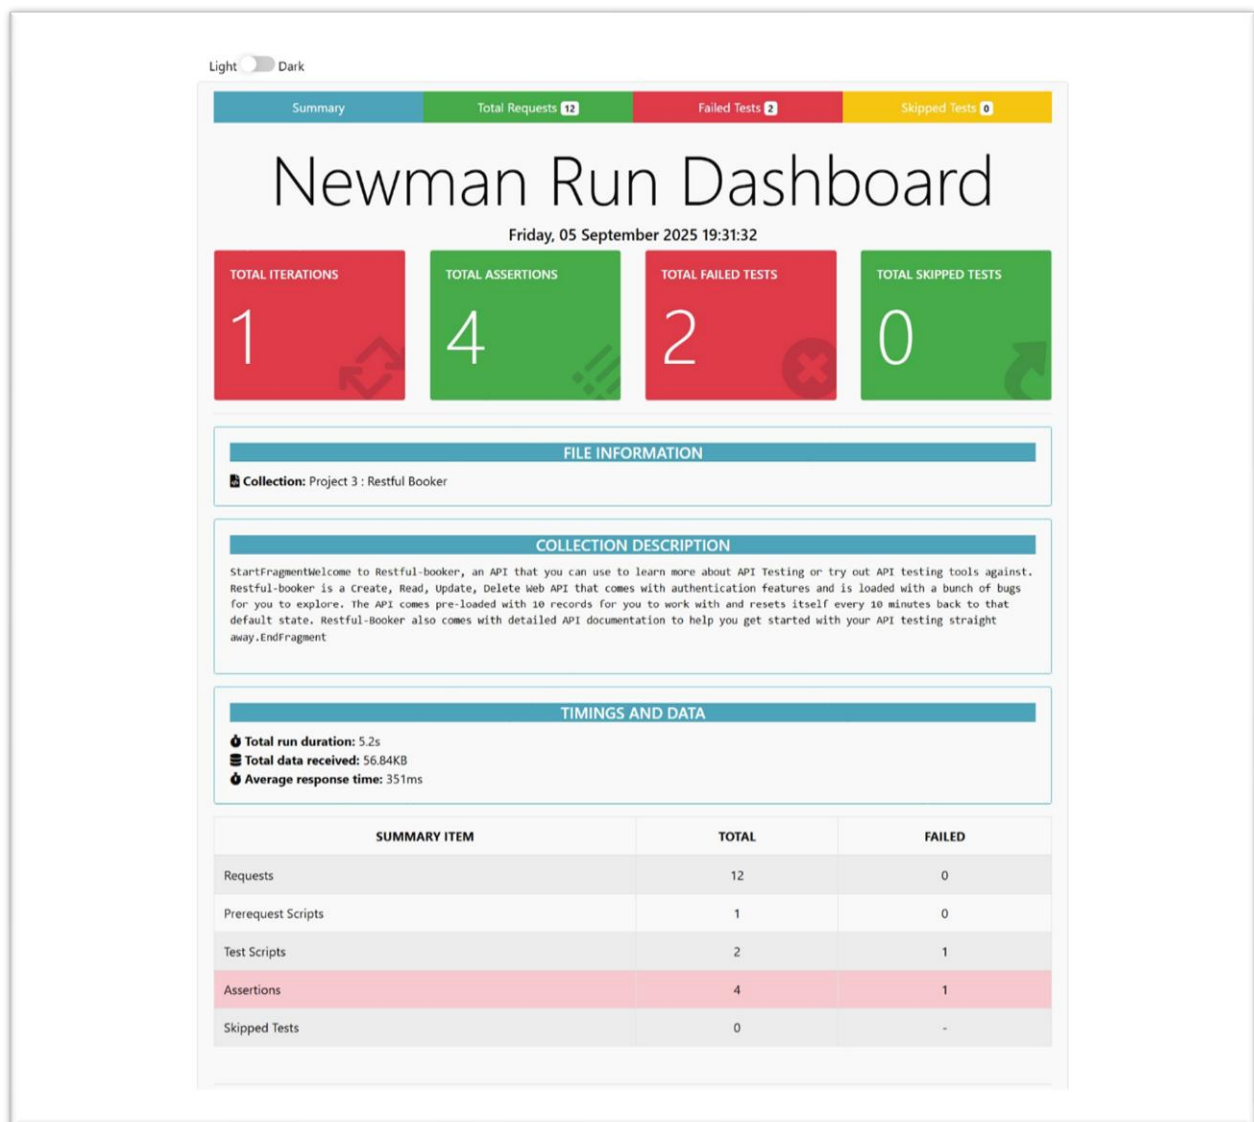 Light Dark
Summary Total Requests 12 Failed Tests 2 Skipped Tests 0
Newman Run Dashboard
Friday, 05 September 2025 19:31:32
TOTAL ITERATIONS TOTAL ASSERTIONS TOTAL FAILED TESTS TOTAL SKIPPED TESTS
1 4 2 0
FILE INFORMATION
Collection: Project 3 : Restful Booker
COLLECTION DESCRIPTION
StartFragmentWelcome to Restful-booker, an API that you can use to learn more about API Testing or try out API testing tools against.
Restful-booker is a Create, Read, Update, Delete Web API that comes with authentication features and is loaded with a bunch of bugs
for you to explore. The API comes pre-loaded with 10 records for you to work with and resets itself every 10 minutes back to that
default state. Restful-Booker also comes with detailed API documentation to help you get started with your API testing straight
away.EndFragment
TIMINGS AND DATA
Total run duration: 5.2s
Total data received: 56.84KB
Average response time: 351ms
SUMMARY ITEM TOTAL FAILED
Requests 12 0
Prerequest Scripts 1 0
Test Scripts 2 1
Assertions 4 1
Skipped Tests 0 -